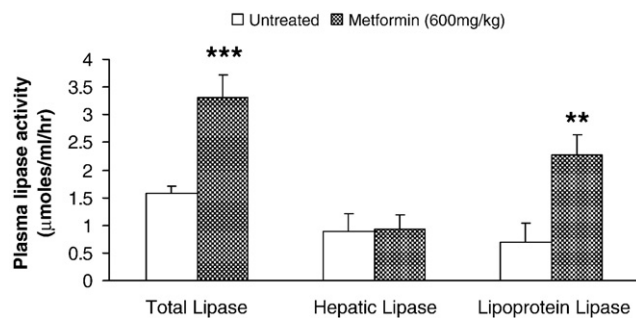 Untreated Metformin (600mg/kg)
Plasma lipase activity
(μmoles/ml/hr)
4
3.5
3
2.5
2
1.5
1
0.5
0
***
**
Total Lipase Hepatic Lipase Lipoprotein Lipase